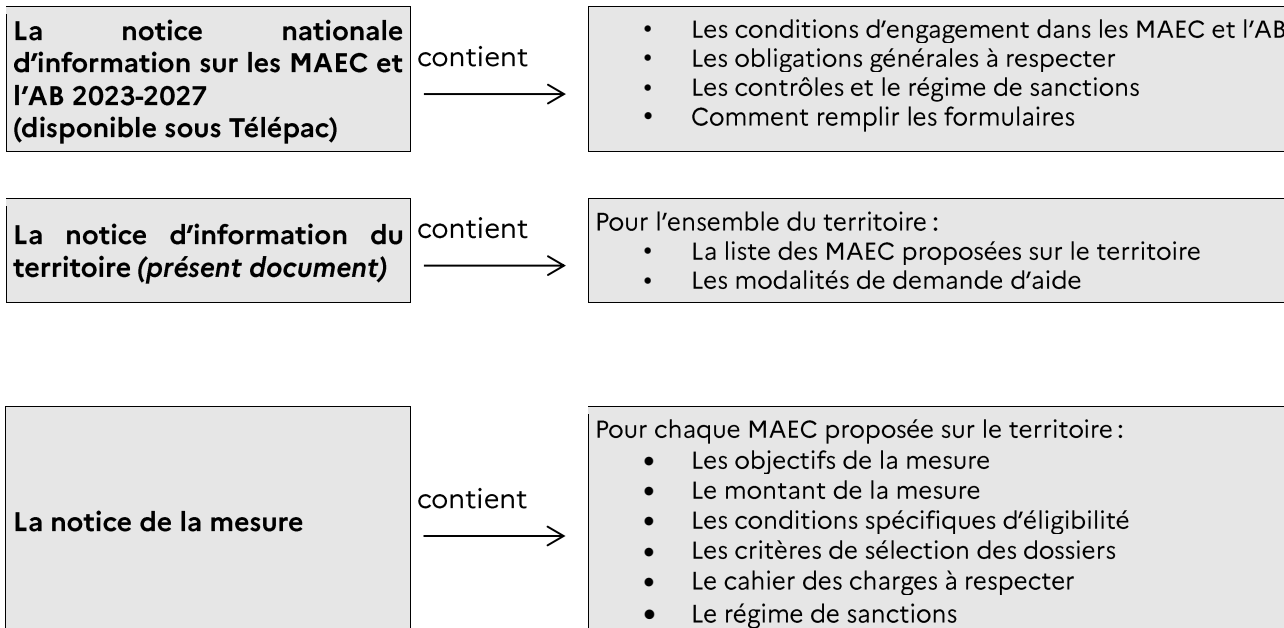 La notice nationale
d’information sur les MAEC et
l’AB 2023-2027
(disponible sous Télépac)
contient
• Les conditions d’engagement dans les MAEC et l’AB
• Les obligations générales à respecter
• Les contrôles et le régime de sanctions
• Comment remplir les formulaires
La notice d’information du
territoire (présent document)
contient
Pour l’ensemble du territoire :
• La liste des MAEC proposées sur le territoire
• Les modalités de demande d’aide
La notice de la mesure
contient
Pour chaque MAEC proposée sur le territoire :
• Les objectifs de la mesure
• Le montant de la mesure
• Les conditions spécifiques d’éligibilité
• Les critères de sélection des dossiers
• Le cahier des charges à respecter
• Le régime de sanctions